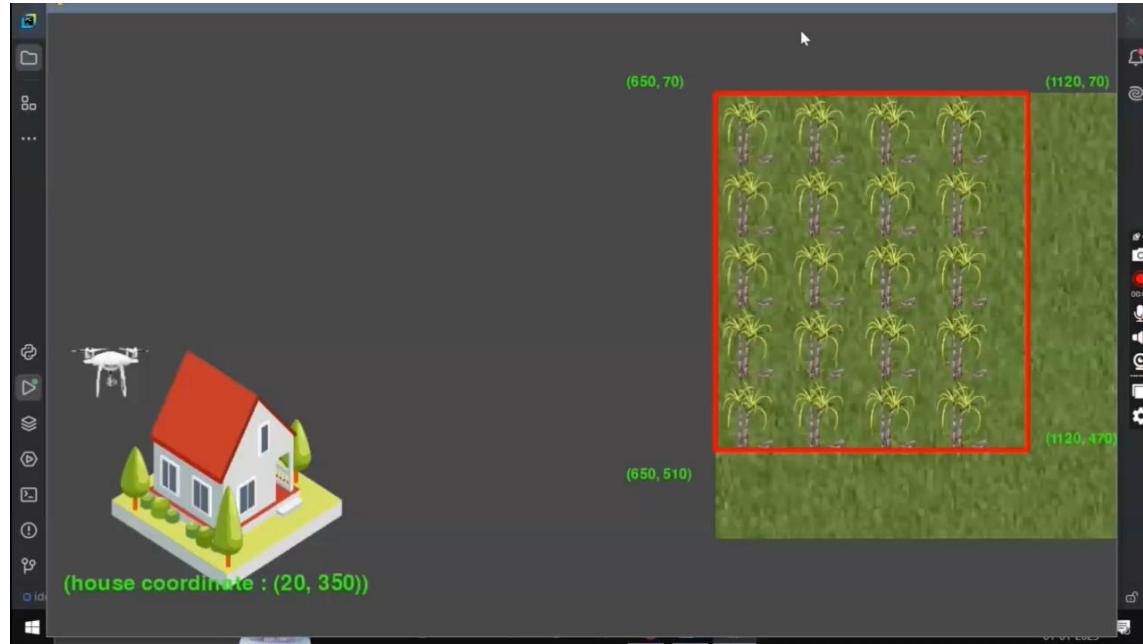 (650, 70)
(1120, 70)
(1120, 470)
(650, 510)
(house coordinate : (20, 350))